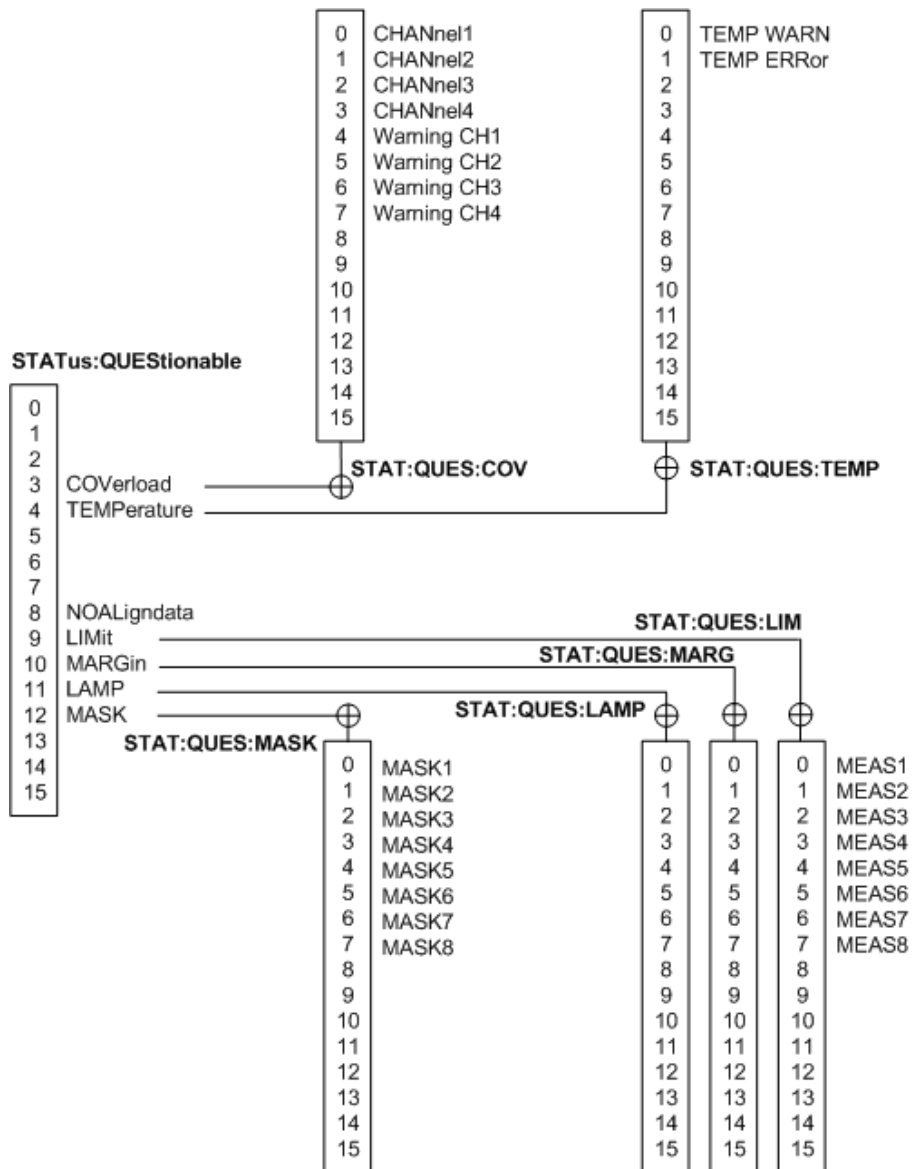 0 CHANnel1
1 CHANnel2
2 CHANnel3
3 CHANnel4
4 Warning CH1
5 Warning CH2
6 Warning CH3
7 Warning CH4
8
9
10
11
12
13
14
15
0 TEMP WARN
1 TEMP ERRor
2
3
4
5
6
7
8
9
10
11
12
13
14
15
STATus:QUEStionable
STAT:QUES:COV
STAT:QUES:TEMP
0
1
2
3 COVerload
4 TEMPerature
5
6
7
8 NOALigndata
9 LIMit
10 MARGin
11 LAMP
12 MASK
13
14
15
STAT:QUES:LIM
STAT:QUES:MARG
STAT:QUES:LAMP
STAT:QUES:MASK
0 MASK1
1 MASK2
2 MASK3
3 MASK4
4 MASK5
5 MASK6
6 MASK7
7 MASK8
8
9
10
11
12
13
14
15
0 0 0 MEAS1
1 1 1 MEAS2
2 2 2 MEAS3
3 3 3 MEAS4
4 4 4 MEAS5
5 5 5 MEAS6
6 6 6 MEAS7
7 7 7 MEAS8
8 8 8
9 9 9
10 10 10
11 11 11
12 12 12
13 13 13
14 14 14
15 15 15